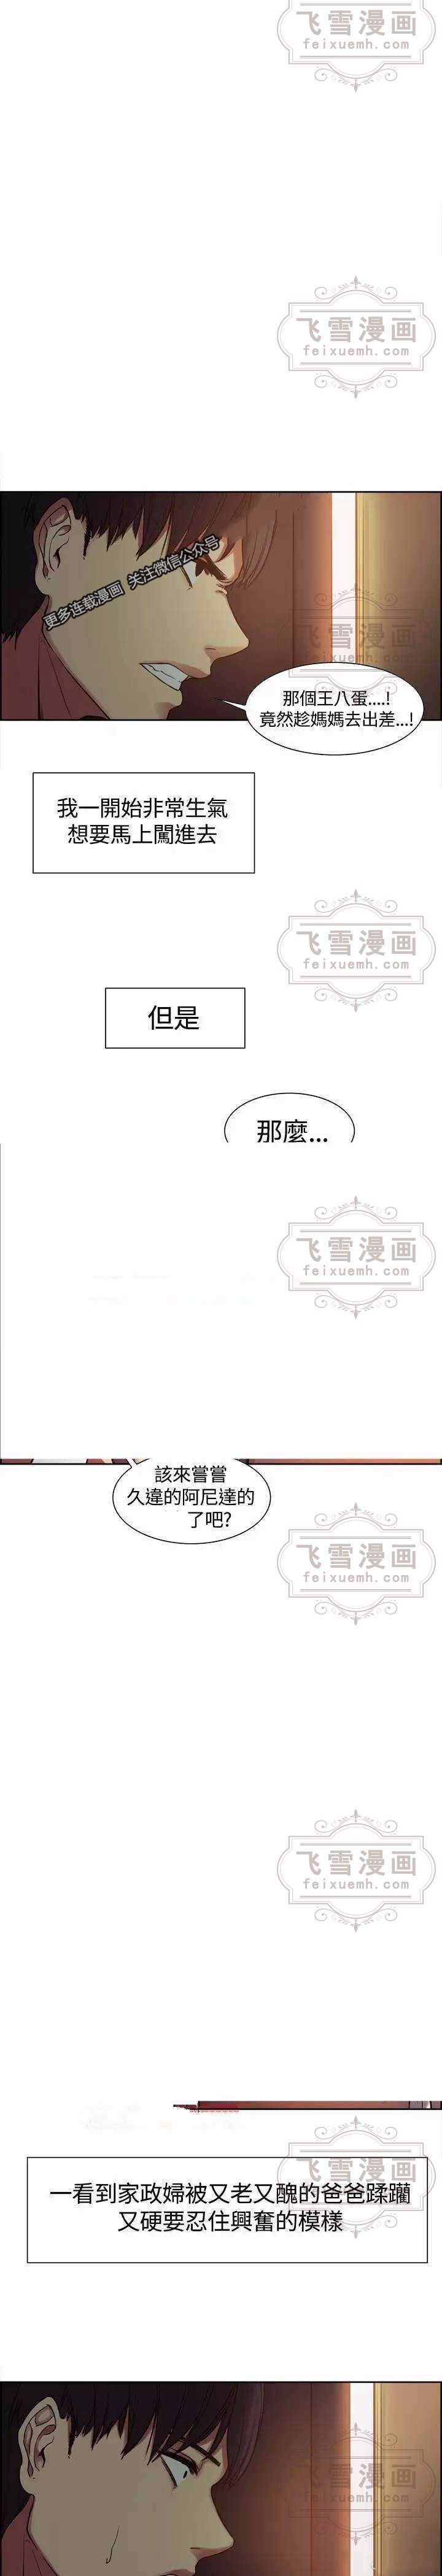 飞雪漫画
feixuemh.com
飞雪漫画
feixuemh.com
更多连载漫画 关注微信公众号
飞雪漫画
feixuemh.com
那個王八蛋....!
竟然趁媽媽去出差...!
我一開始非常生氣
想要馬上闖進去
飞雪漫画
feixuemh.com
但是
那麼...
飞雪漫画
feixuemh.com
該來嘗嘗
久違的阿尼達的
了吧?
飞雪漫画
feixuemh.com
飞雪漫画
feixuemh.com
飞雪漫画
feixuemh.com
一看到家政婦被又老又醜的爸爸蹂躪
又硬要忍住興奮的模樣
飞雪漫画
feixuemh.com